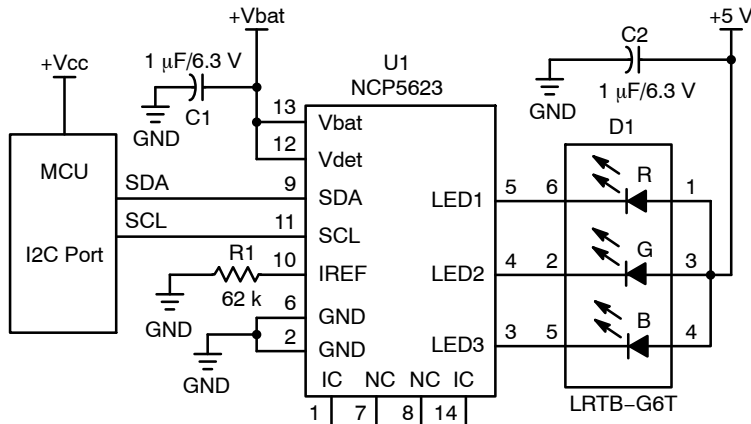 +Vbat
+5 V
+Vcc
1 μF/6.3 V
C1
GND
U1
NCP5623
C2
1 μF/6.3 V
GND
D1
MCU
I2C Port
SDA
SCL
13
Vbat
12
Vdet
9
SDA
11
SCL
10
IREF
6
GND
2
GND
R1
62 k
GND
GND
LED1
5
6
R
1
LED2
4
2
G
3
LED3
3
5
B
4
IC
NC
NC
IC
1
7
8
14
LRTB−G6T